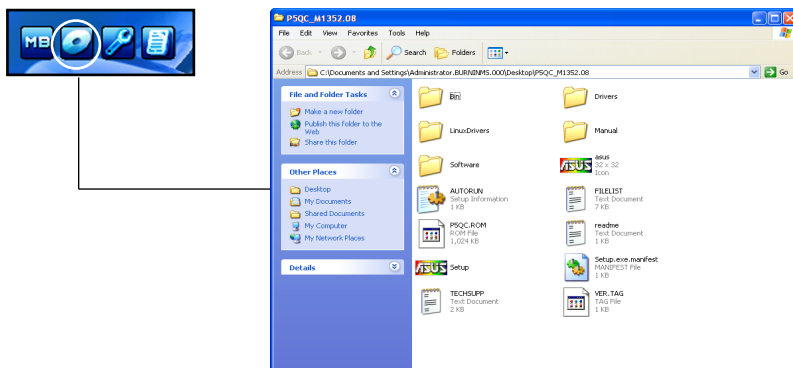 MB
P5QC_M1352.08
File Edit View Favorites Tools Help
Back Search Folders
Address C:\Documents and Settings\Administrator.BURNINMS.000\Desktop\P5QC_M1352.08 Go
File and Folder Tasks
Make a new folder
Publish this folder to the
Web
Share this folder
Other Places
Desktop
My Documents
Shared Documents
My Computer
My Network Places
Details
Bin
Drivers
LinuxDrivers
Manual
Software
ASUS
asus
32 x 32
Icon
AUTORUN
Setup Information
1 KB
FILELIST
Text Document
7 KB
P5QC.ROM
ROM File
1,024 KB
readme
Text Document
1 KB
ASUS
Setup
Setup.exe.manifest
MANIFEST File
1 KB
TECHSUPP
Text Document
2 KB
VER.TAG
TAG File
1 KB